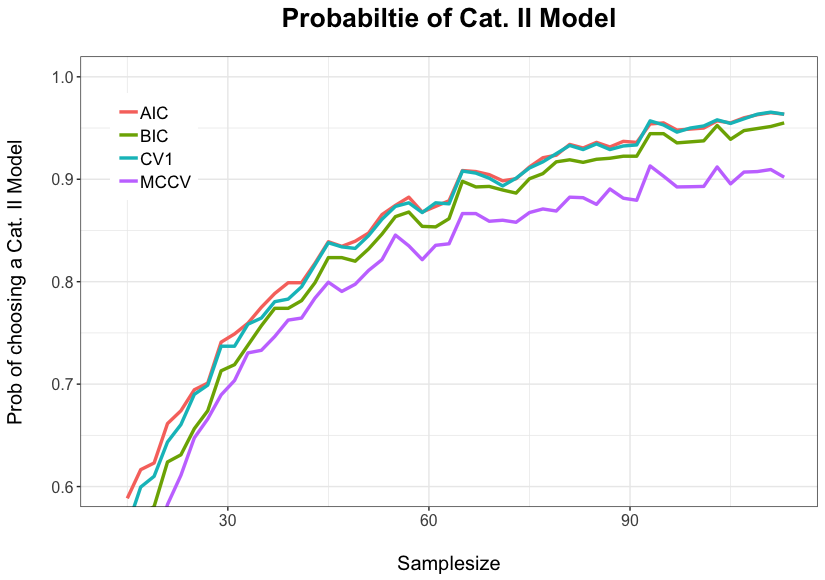 Probabiltie of Cat. II Model
Prob of choosing a Cat. II Model
1.0
0.9
0.8
0.7
0.6
AIC
BIC
CV1
MCCV
30 60 90
Samplesize